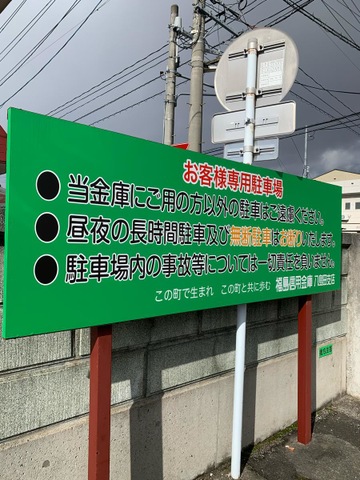 お客様専用駐車場
● 当金庫にご用の方以外の駐車はご遠慮ください。
● 昼夜の長時間駐車及び無断駐車はお断りいたします。
● 駐車場内の事故等については一切責任を負いません。
この町で生まれ この町と共に歩む 福島信用金庫 八島田支店